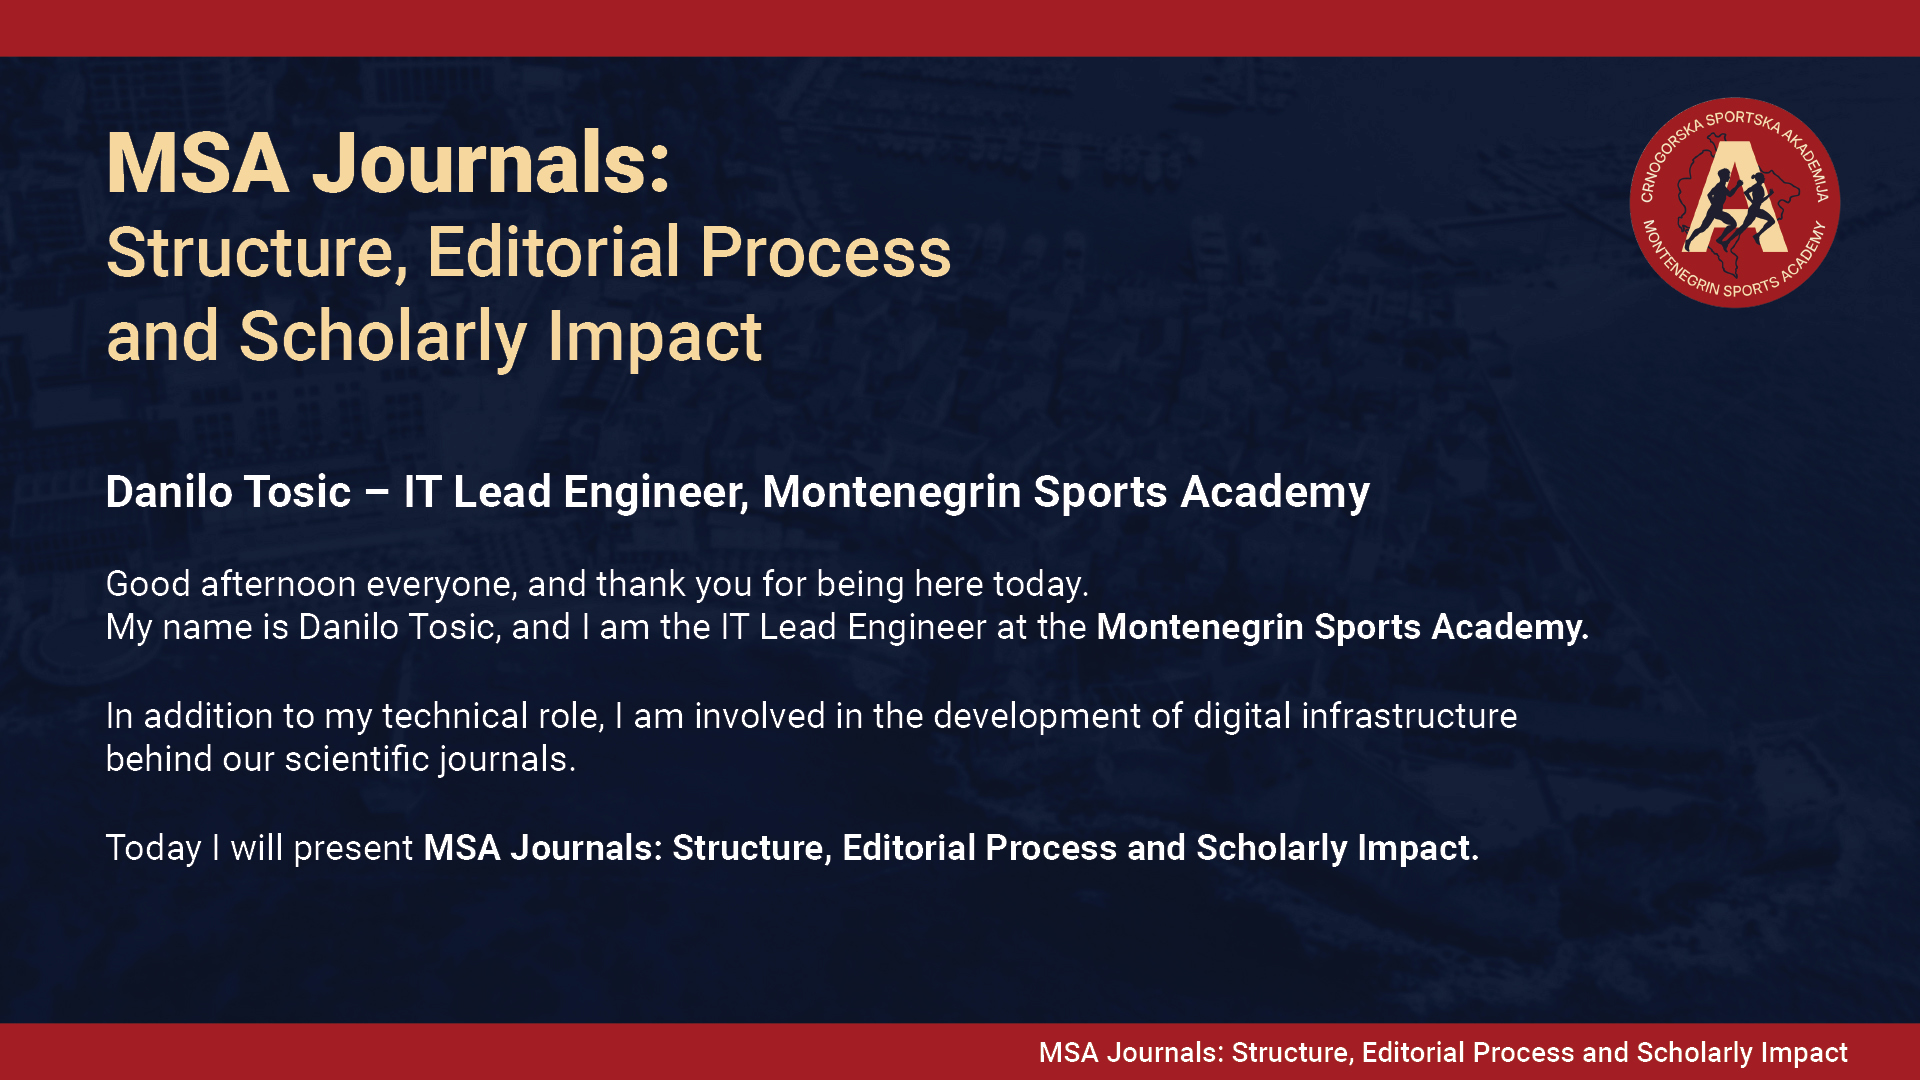 MSA Journals:
Structure, Editorial Process
and Scholarly Impact
CRNOGORSKA SPORTSKA AKADEMIJA
MONTENEGRIN SPORTS ACADEMY
Danilo Tosic – IT Lead Engineer, Montenegrin Sports Academy
Good afternoon everyone, and thank you for being here today.
My name is Danilo Tosic, and I am the IT Lead Engineer at the Montenegrin Sports Academy.
In addition to my technical role, I am involved in the development of digital infrastructure
behind our scientific journals.
Today I will present MSA Journals: Structure, Editorial Process and Scholarly Impact.
MSA Journals: Structure, Editorial Process and Scholarly Impact